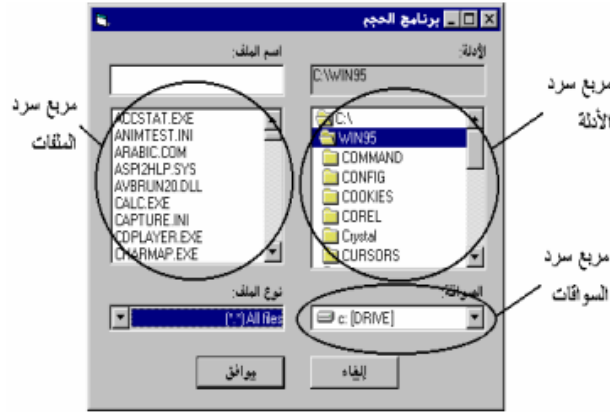 برنامج الحجم
الأدلة:
اسم الملف:
C:\WIN95
مربع سرد
الأدلة
C:\
WIN95
COMMAND
CONFIG
COOKIES
COREL
Crystal
CURSORS
مربع سرد
الملفات
ACCSTAT.EXE
ANIMTEST.INI
ARABIC.COM
ASPI2HLP.SYS
AVBRUN20.DLL
CALC.EXE
CAPTURE.INI
CDPLAYER.EXE
CHARMAP.EXE
مربع سرد
السواقات
السواقة:
c: [DRIVE]
نوع الملف:
(*.*) All files
إلغاء
موافق